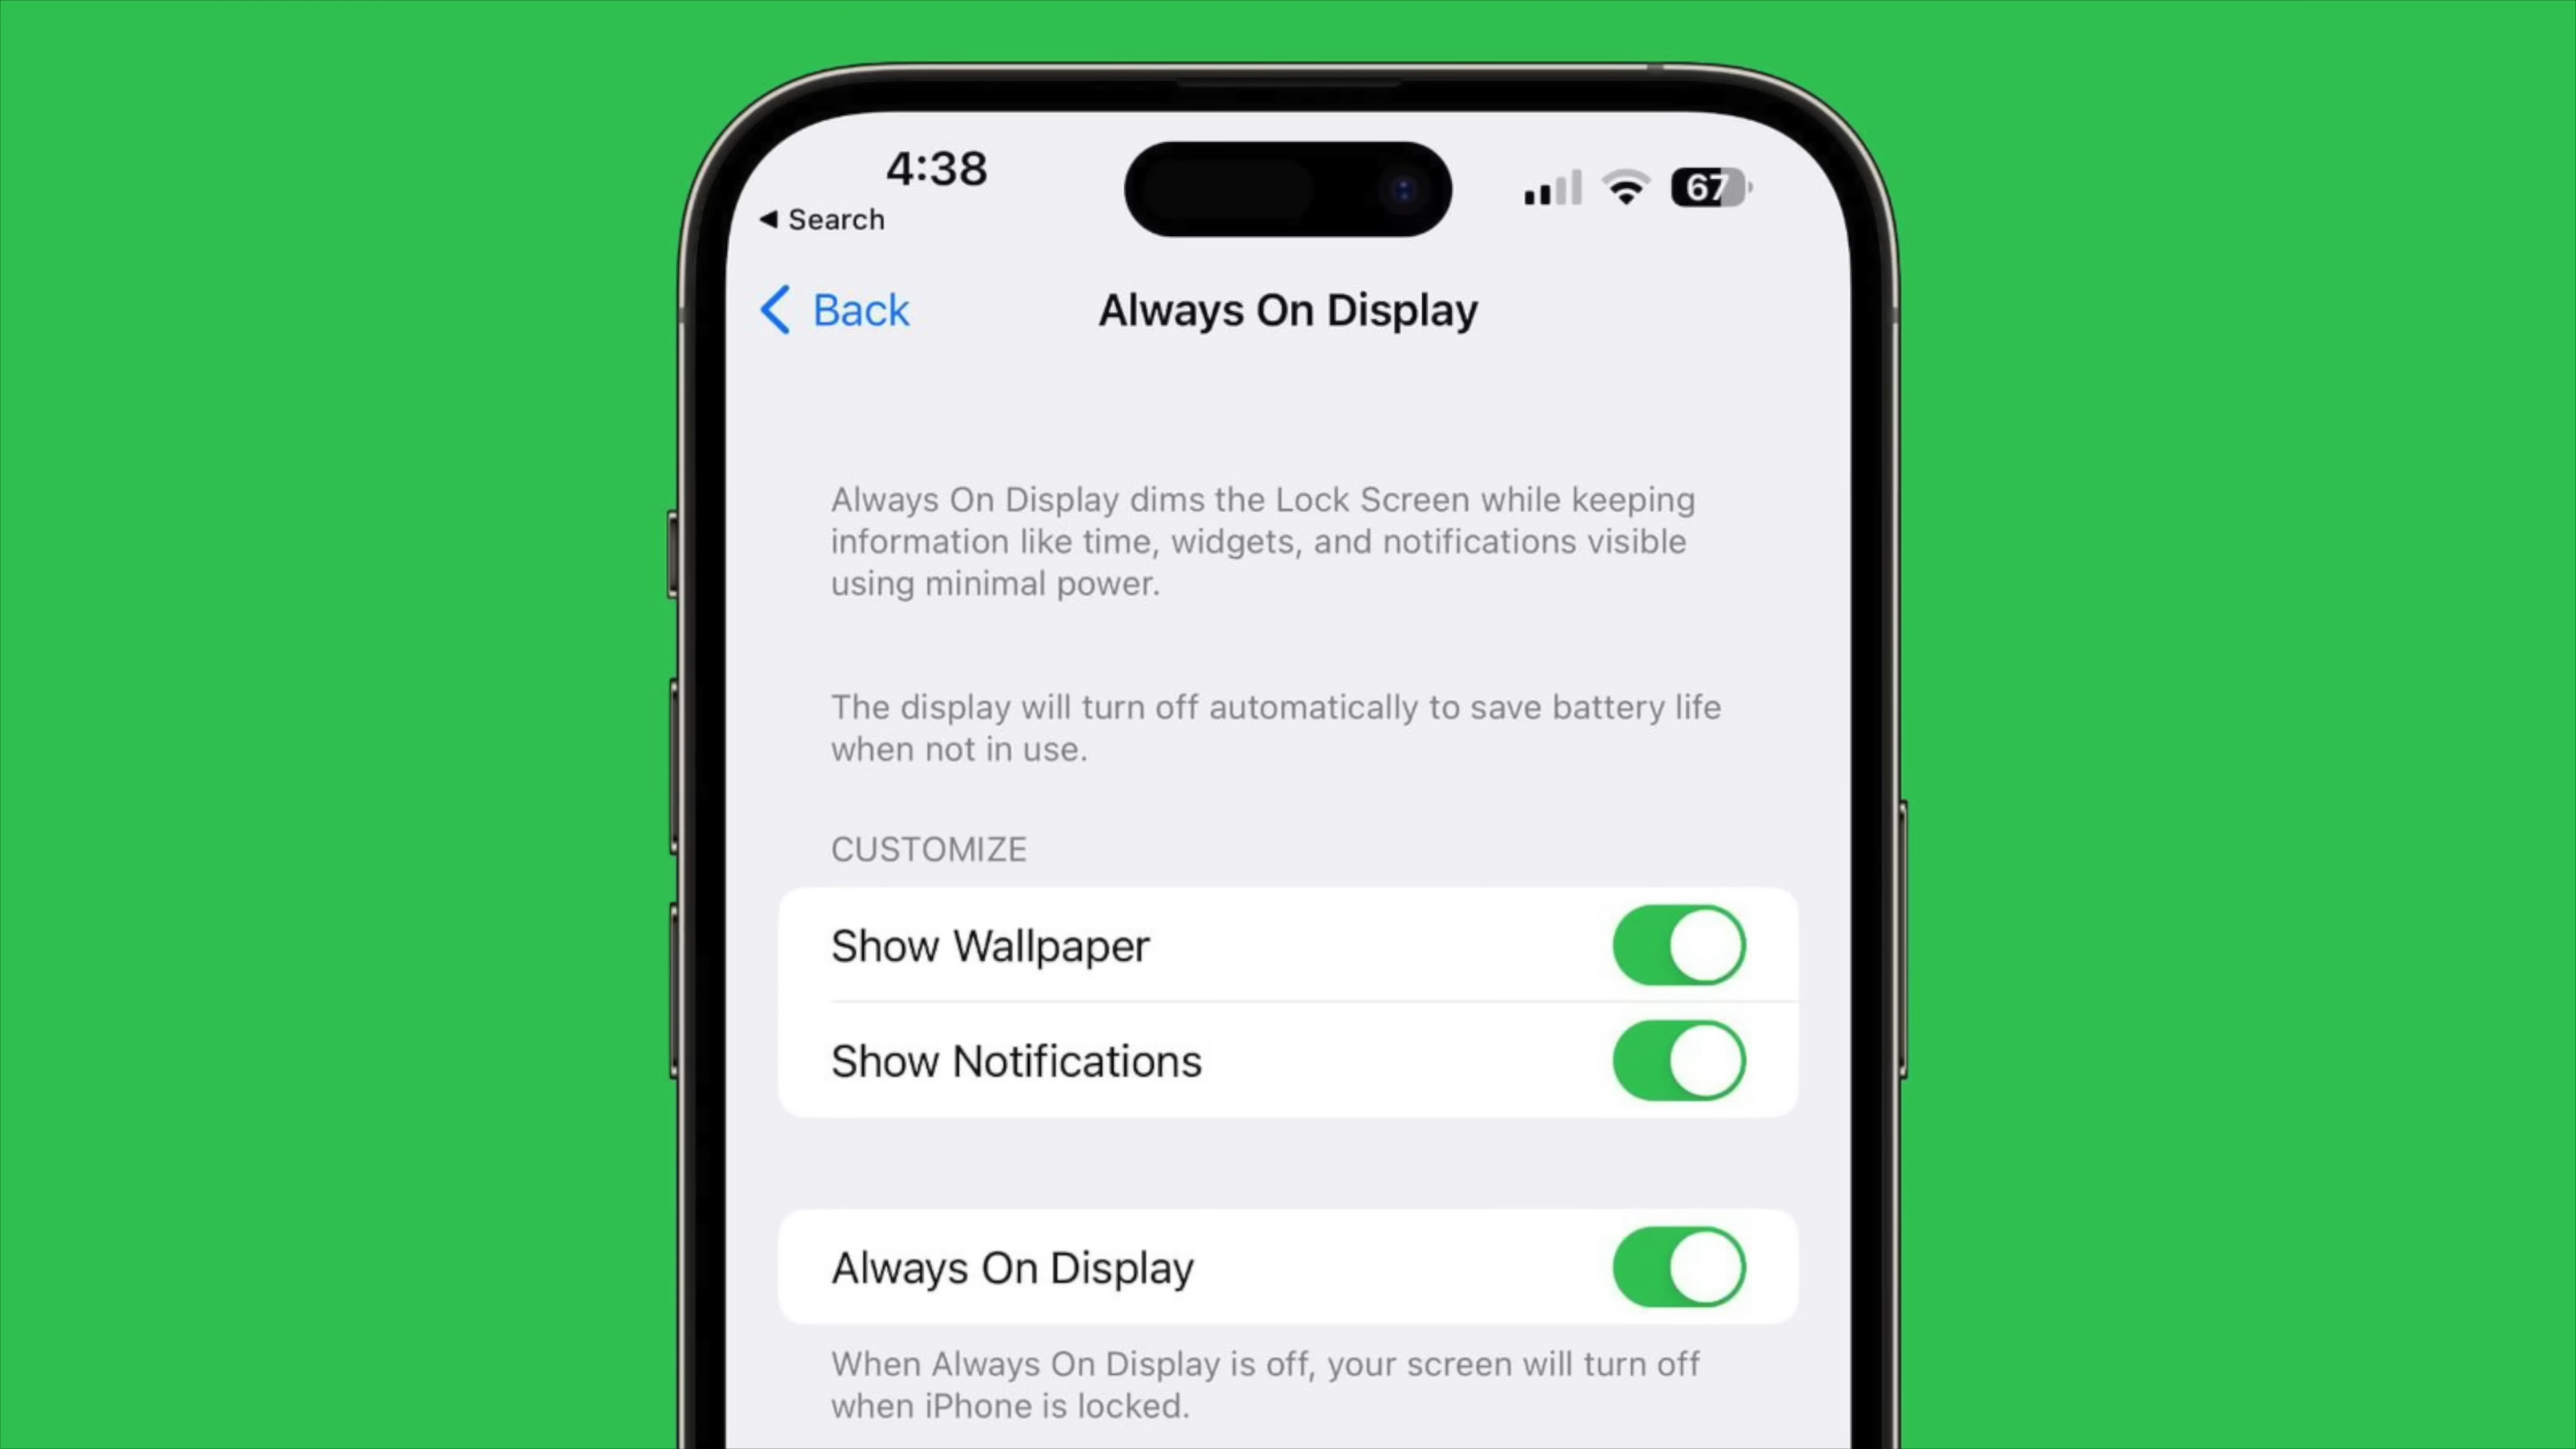 4:38
67
Search
Back
Always On Display
Always On Display dims the Lock Screen while keeping
information like time, widgets, and notifications visible
using minimal power.
The display will turn off automatically to save battery life
when not in use.
CUSTOMIZE
Show Wallpaper
Show Notifications
Always On Display
When Always On Display is off, your screen will turn off
when iPhone is locked.